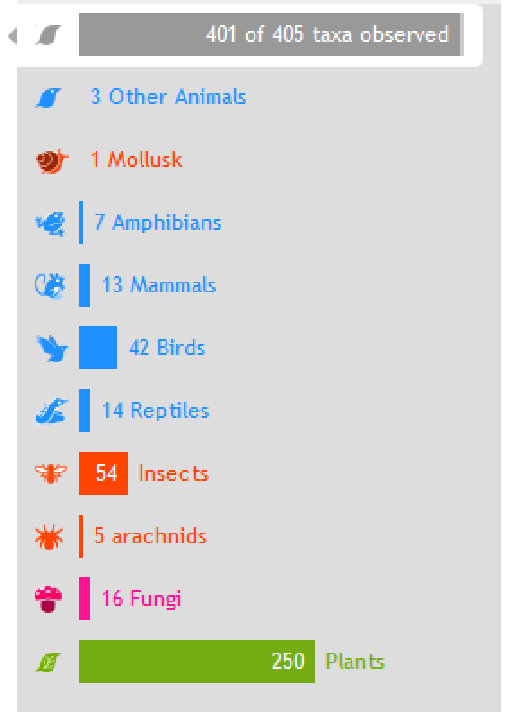 401 of 405 taxa observed
3 Other Animals
1 Mollusk
7 Amphibians
13 Mammals
42 Birds
14 Reptiles
54 Insects
5 arachnids
16 Fungi
250 Plants